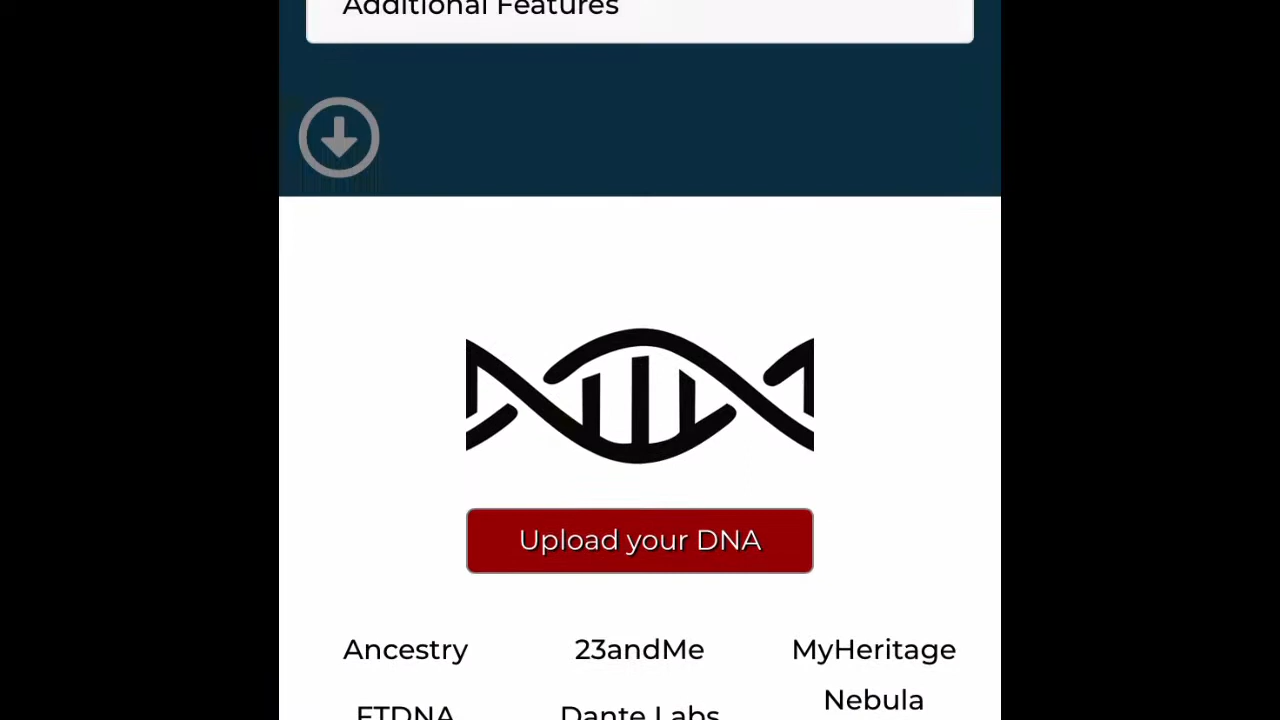 Additional Features
Upload your DNA
Ancestry 23andMe MyHeritage
FTDNA Dante Labs Nebula